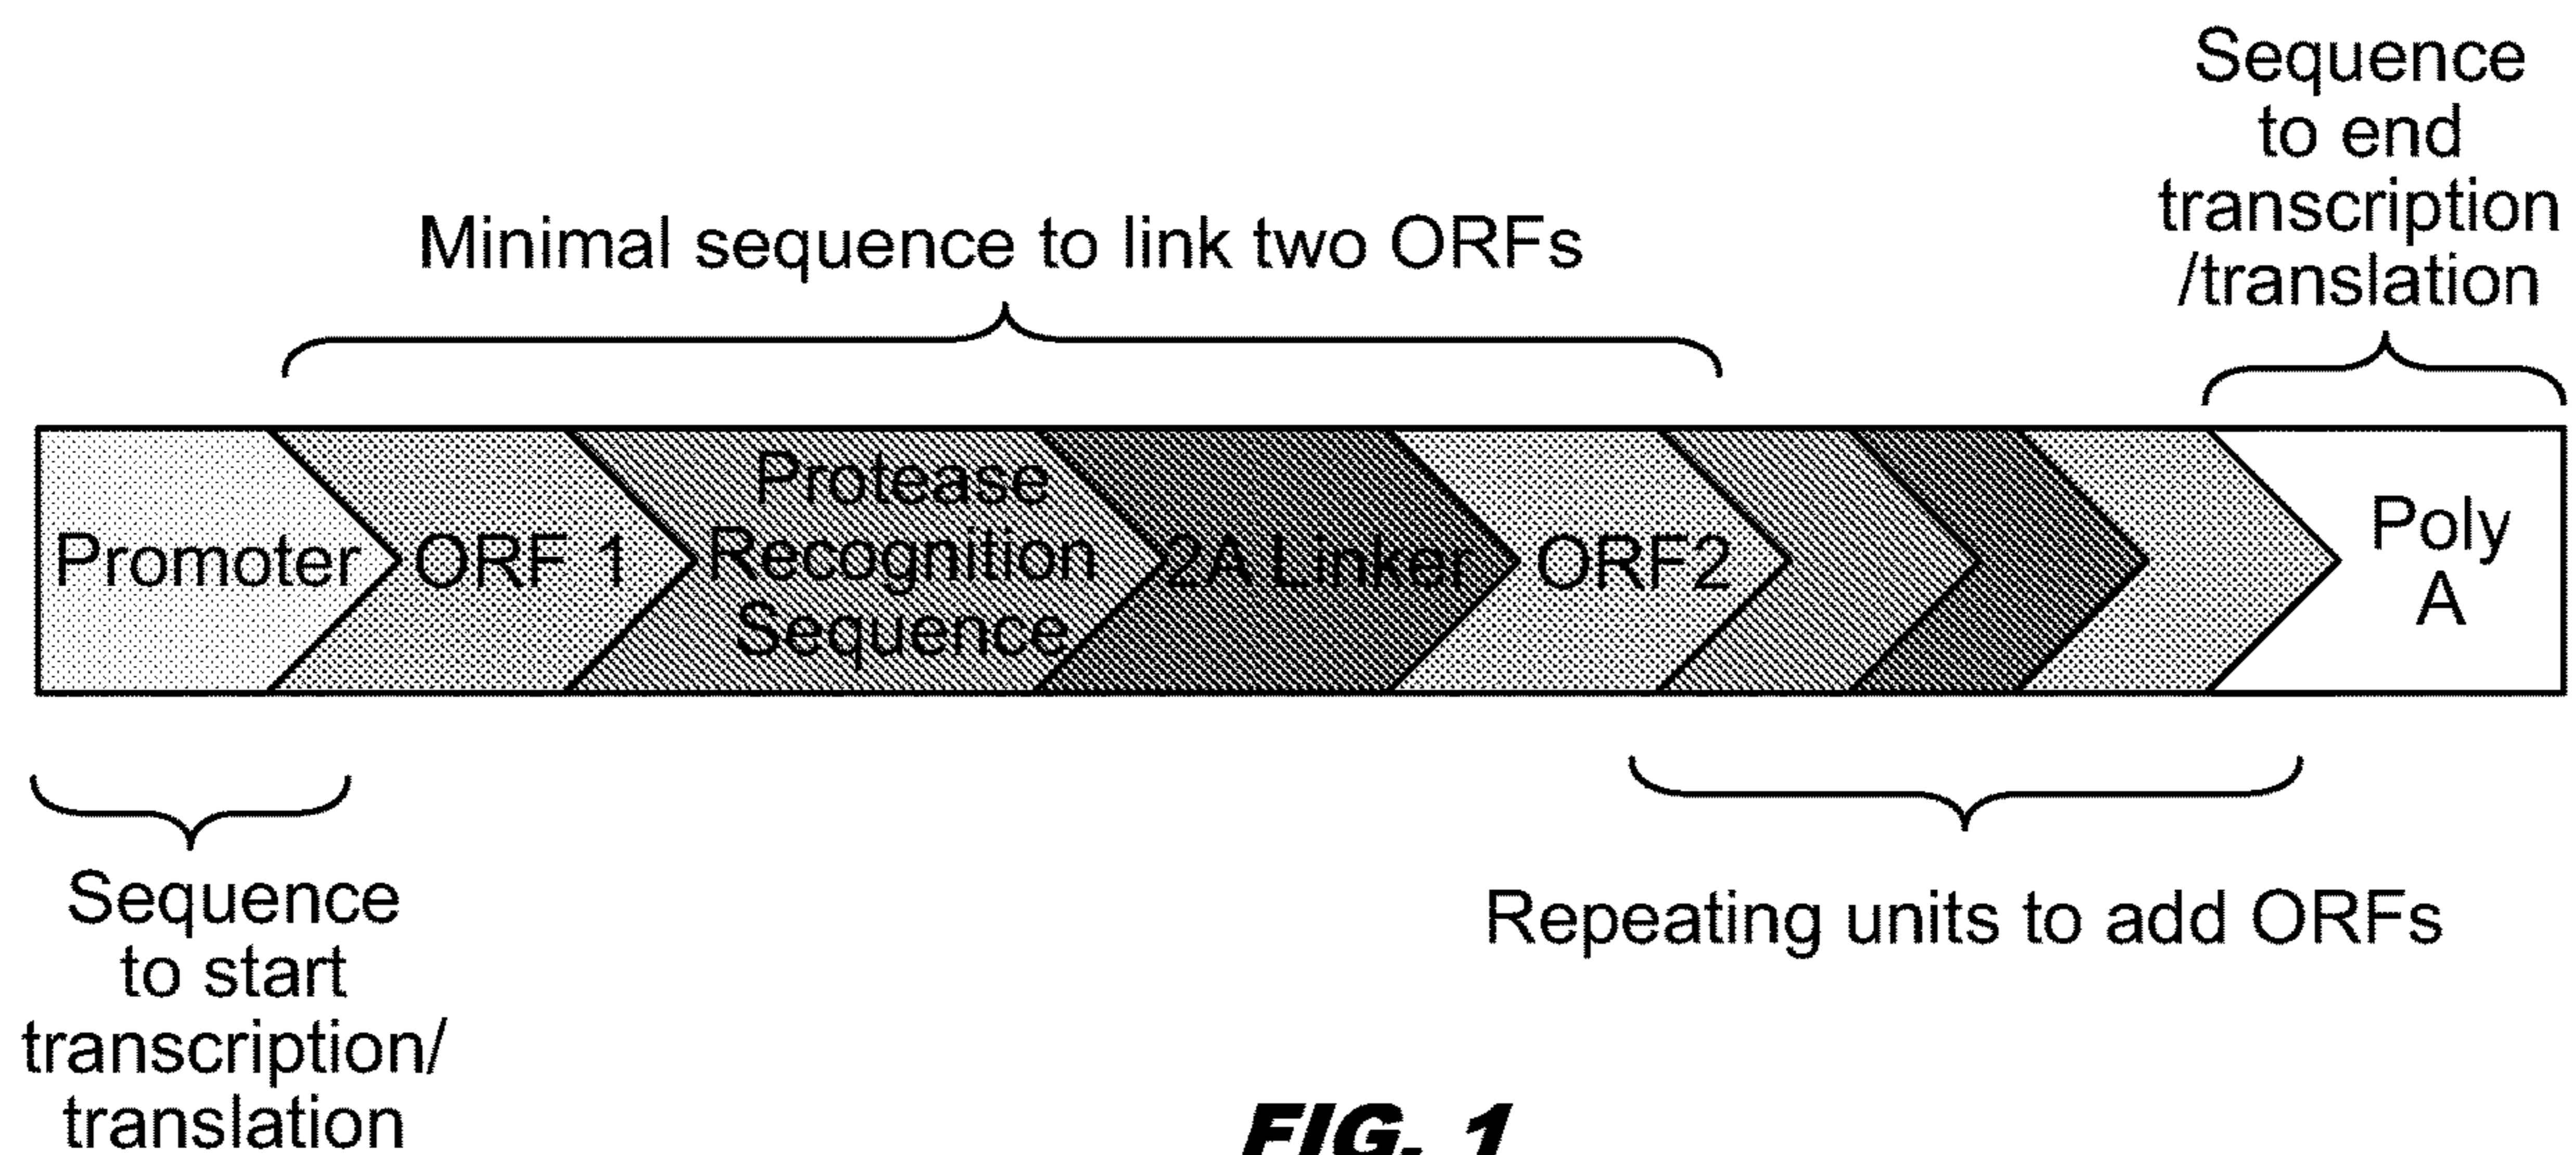 Sequence
to end
transcription
/translation
Minimal sequence to link two ORFs
Promoter
ORF 1
Protease
Recognition
Sequence
2A Linker
ORF2
Poly
A
Sequence
to start
transcription/
translation
Repeating units to add ORFs
FIG. 1